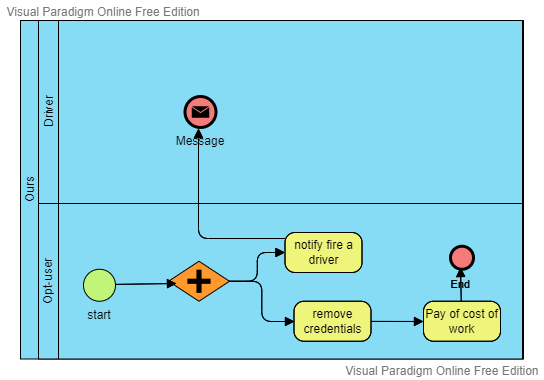 Visual Paradigm Online Free Edition
Ours
Driver
Message
Opt-user
start
notify fire a
driver
remove
credentials
Pay of cost of
work
End
Visual Paradigm Online Free Edition